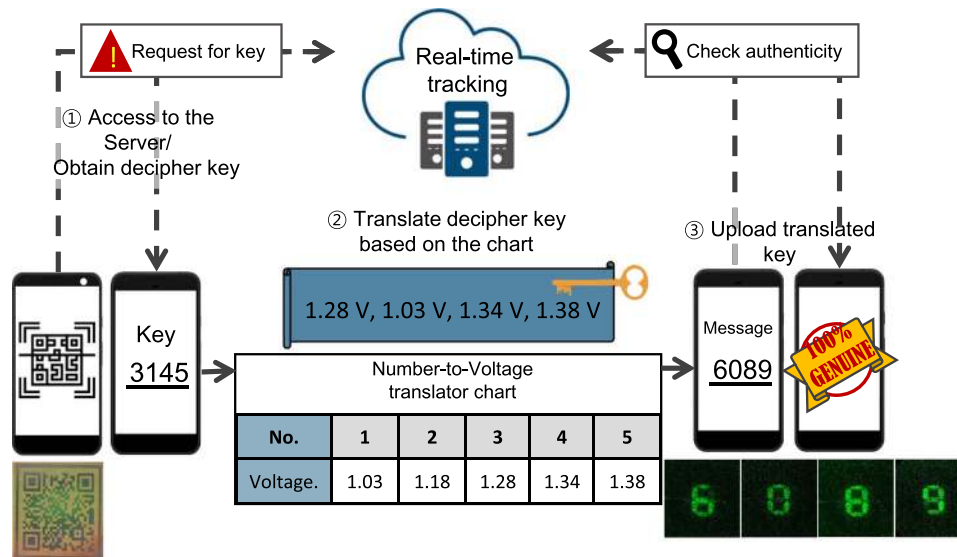 Request for key
Real-time
tracking
Check authenticity
① Access to the
Server/
Obtain decipher key
② Translate decipher key
based on the chart
③ Upload translated
key
1.28 V, 1.03 V, 1.34 V, 1.38 V
Key
3145
Message
6089
100%
GENUINE
Number-to-Voltage
translator chart
No. 1 2 3 4 5
Voltage. 1.03 1.18 1.28 1.34 1.38
6 0 8 9